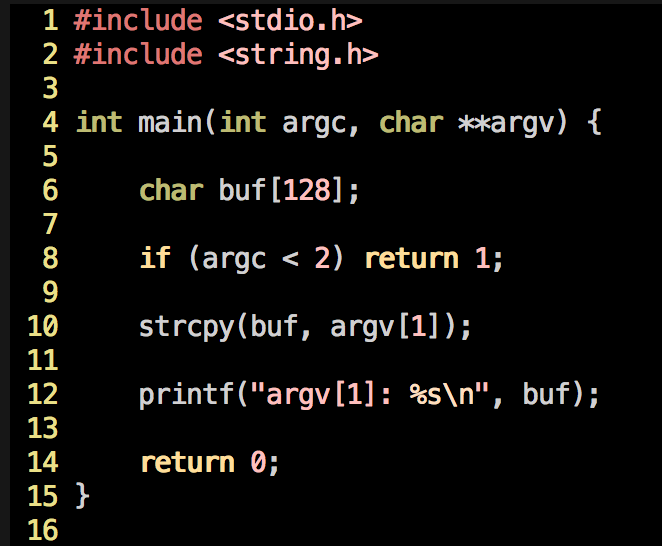 1 #include <stdio.h>
2 #include <string.h>
3
4 int main(int argc, char **argv) {
5
6     char buf[128];
7
8     if (argc < 2) return 1;
9
10     strcpy(buf, argv[1]);
11
12     printf("argv[1]: %s\n", buf);
13
14     return 0;
15 }
16